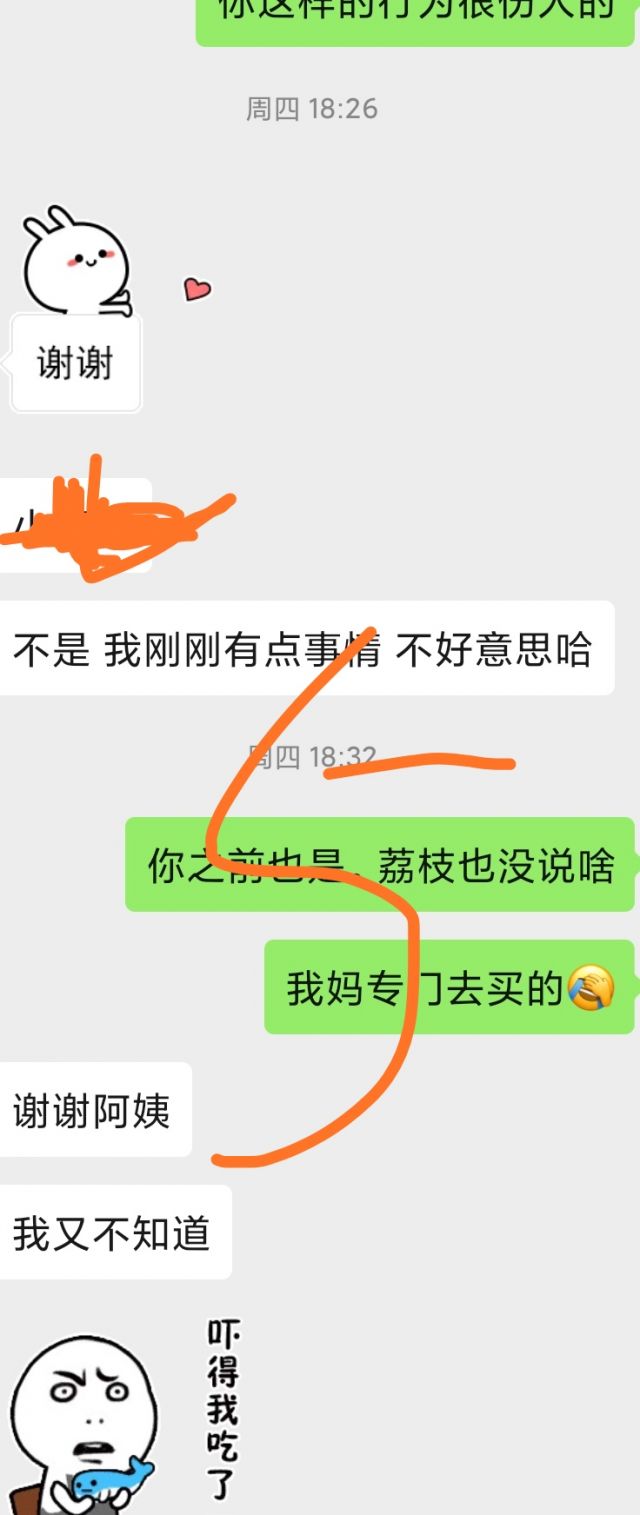 你这样的行为很伤人的
周四 18:26
谢谢
不是 我刚刚有点事情 不好意思哈
周四 18:32
你之前也是、荔枝也没说啥
我妈专门去买的🤦
谢谢阿姨
我又不知道
吓得我吃了